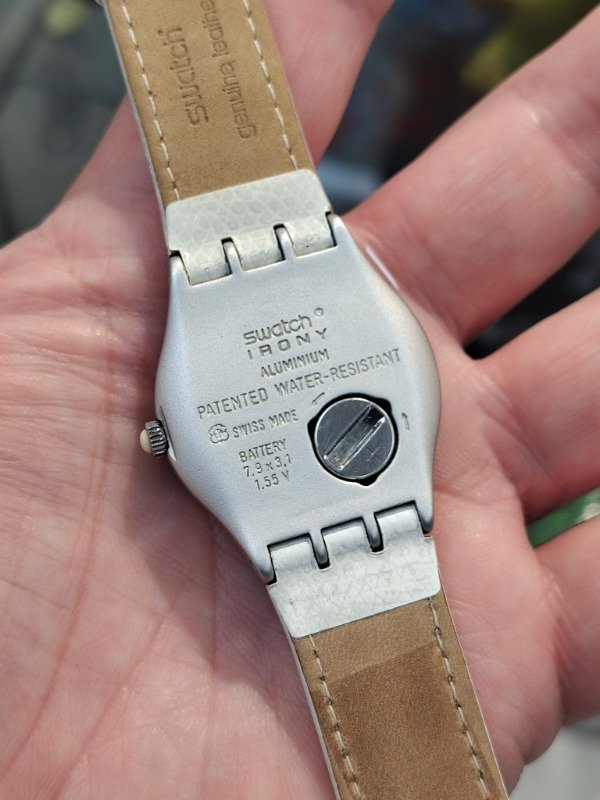 swatch
genuine leather
swatch®
IRONY
ALUMINIUM
PATENTED WATER-RESISTANT
SWISS MADE
BATTERY
7.9 x 3.1
1.55 V